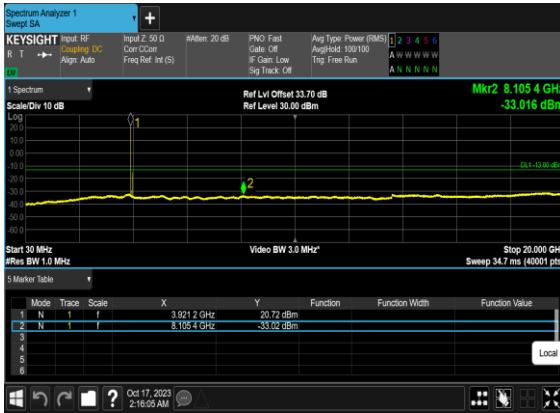 Spectrum Analyzer 1
Swept SA
+
KEYSIGHT Input: RF Input Z: 50 Ω #Atten: 20 dB PNO: Fast Avg Type: Power (RMS) 1 2 3 4 5 6
R T Coupling: DC Corr CCorr Gate: Off Avg|Hold: 100/100 A W W W W W
Align: Auto Freq Ref: Int (S) IF Gain: Low Trig: Free Run
Sig Track: Off A N N N N N
1 Spectrum Ref Lvl Offset 33.70 dB Mkr2 8.105 4 GHz
Scale/Div 10 dB Ref Level 30.00 dBm -33.016 dBm
Log
20.0
10.0
0.00
-10.0
-20.0
-30.0
-40.0
-50.0
-60.0
1
DL1 -13.00 dBm
2
Start 30 MHz Video BW 3.0 MHz* Stop 20.000 GHz
#Res BW 1.0 MHz Sweep 34.7 ms (40001 pts)
5 Marker Table
Mode Trace Scale X Y Function Function Width Function Value
1 N 1 f 3.921 2 GHz 20.72 dBm
2 N 1 f 8.105 4 GHz -33.02 dBm
3
4
5
6
Local
? Oct 17, 2023
2:16:05 AM